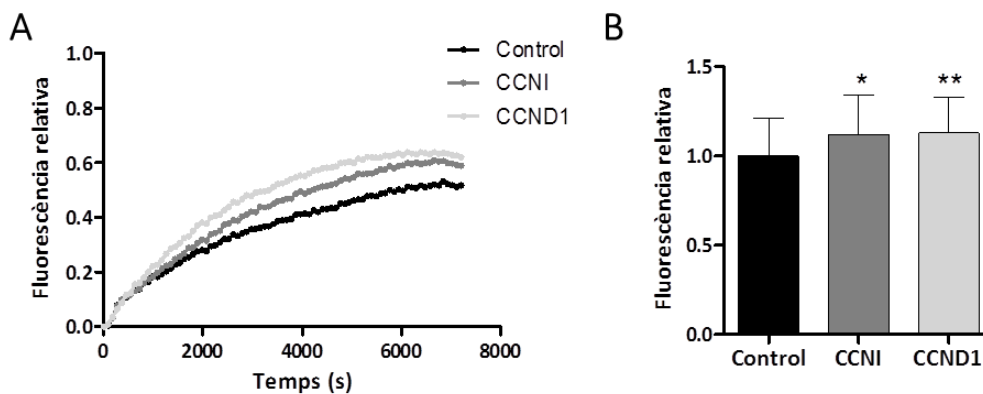 A
Fluorescència relativa
1.0
0.8
0.6
0.4
0.2
0.0
0
2000
4000
6000
8000
Temps (s)
Control
CCNI
CCND1
B
Fluorescència relativa
1.5
1.0
0.5
0.0
*
**
Control
CCNI
CCND1